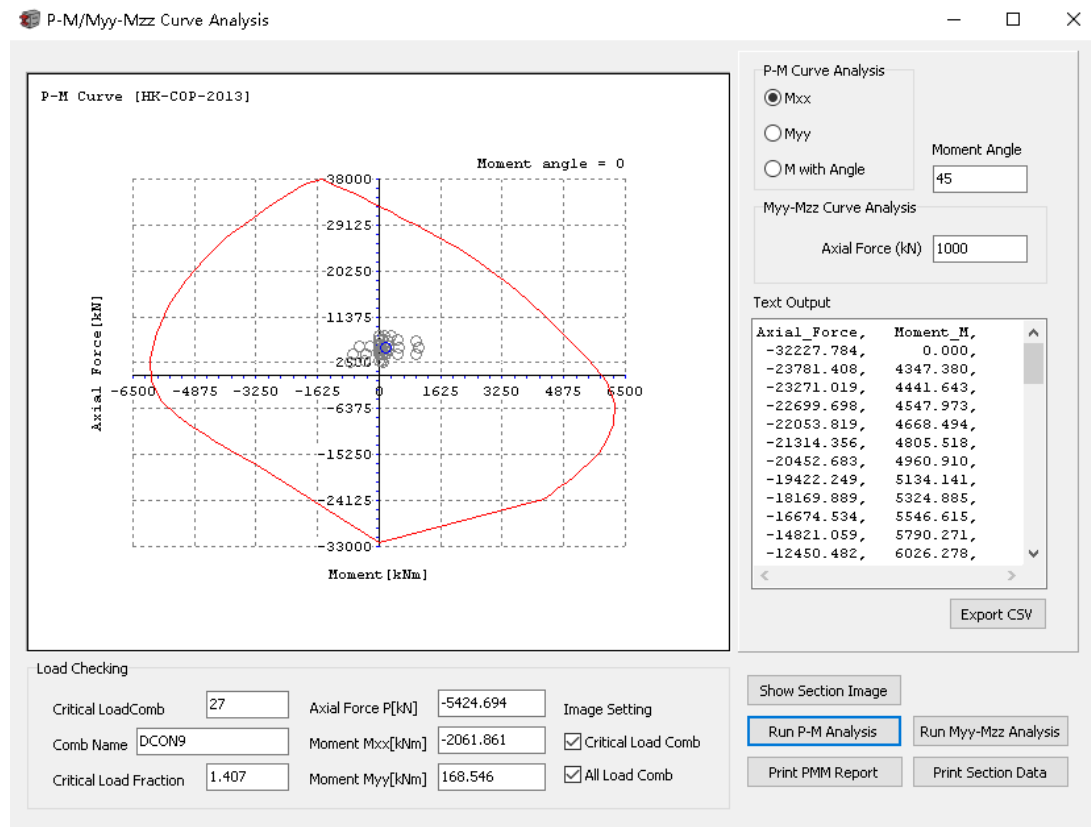 P-M/Myy-Mzz Curve Analysis
P-M Curve [HK-COP-2013]
Moment angle = 0
38000
29125
20250
11375
2500
-6500 -4875 -3250 -1625 0 1625 3250 4875 6500
-6375
-15250
-24125
-33000
Axial Force[kN]
Moment[kNm]
P-M Curve Analysis
Mxx
Myy
M with Angle
Moment Angle
45
Myy-Mzz Curve Analysis
Axial Force (kN) 1000
Text Output
Axial_Force, Moment_M,
-32227.784, 0.000,
-23781.408, 4347.380,
-23271.019, 4441.643,
-22699.698, 4547.973,
-22053.819, 4668.494,
-21314.356, 4805.518,
-20452.683, 4960.910,
-19422.249, 5134.141,
-18169.889, 5324.885,
-16674.534, 5546.615,
-14821.059, 5790.271,
-12450.482, 6026.278,
Export CSV
Load Checking
Critical LoadComb 27
Comb Name DCON9
Critical Load Fraction 1.407
Axial Force P[kN] -5424.694
Moment Mxx[kNm] -2061.861
Moment Myy[kNm] 168.546
Image Setting
Critical Load Comb
All Load Comb
Show Section Image
Run P-M Analysis Run Myy-Mzz Analysis
Print PMM Report Print Section Data